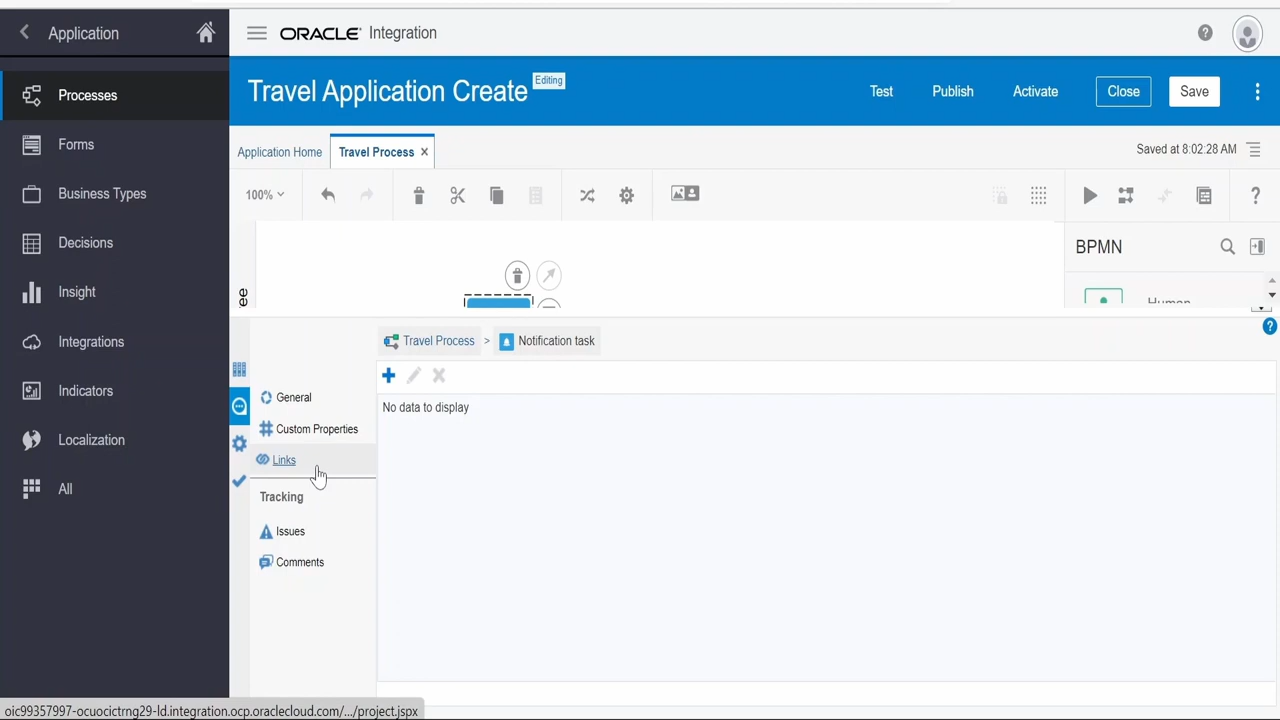 Application
ORACLE Integration
Travel Application Create
Editing
Test
Publish
Activate
Close
Save
Processes
Forms
Business Types
Decisions
Insight
Integrations
Indicators
Localization
All
Application Home
Travel Process
Saved at 8:02:28 AM
100%
?
BPMN
ee
Human
Travel Process > Notification task
No data to display
General
Custom Properties
Links
Tracking
Issues
Comments
oic99357997-ocuocictrng29-ld.integration.ocp.oraclecloud.com/.../project.jspx